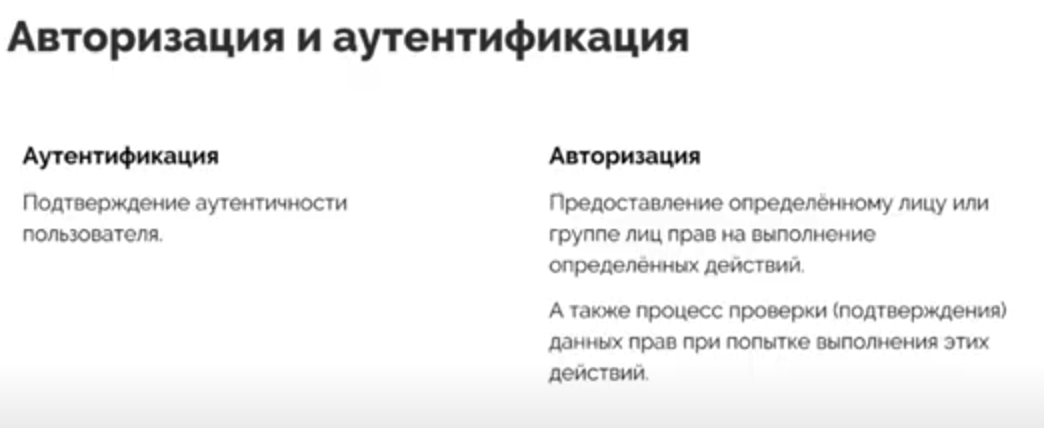 Авторизация и аутентификация
Аутентификация
Подтверждение аутентичности
пользователя.
Авторизация
Предоставление определённому лицу или
группе лиц прав на выполнение
определённых действий.
А также процесс проверки (подтверждения)
данных прав при попытке выполнения этих
действий.